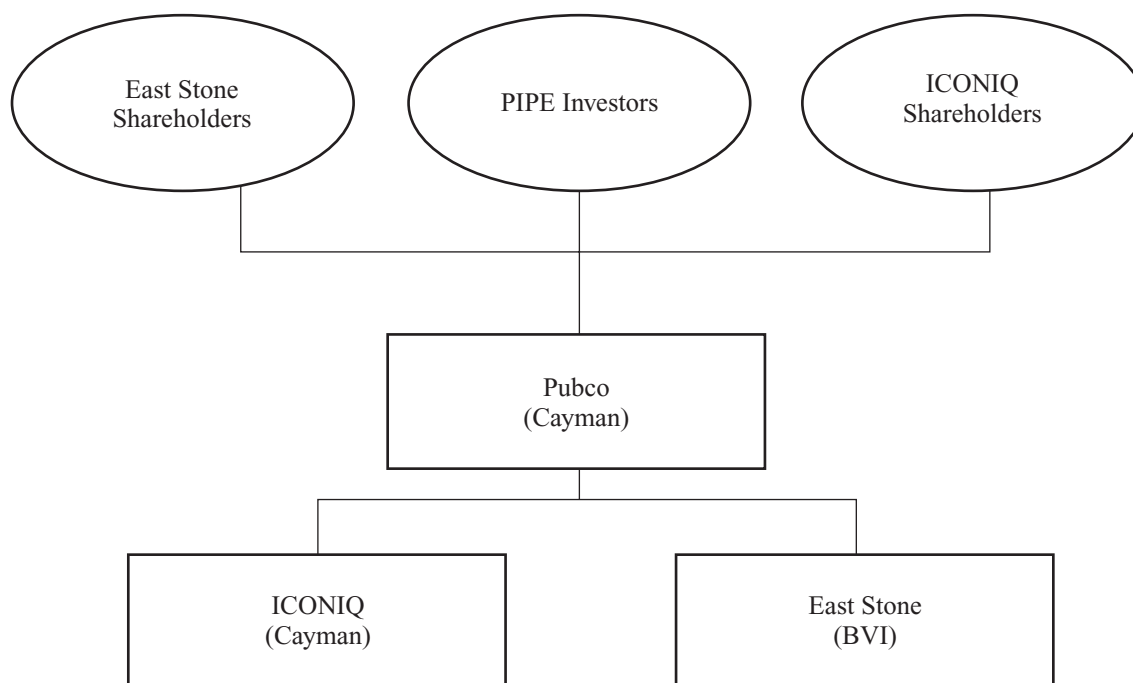 East Stone
Shareholders
PIPE Investors
ICONIQ
Shareholders
Pubco
(Cayman)
ICONIQ
(Cayman)
East Stone
(BVI)